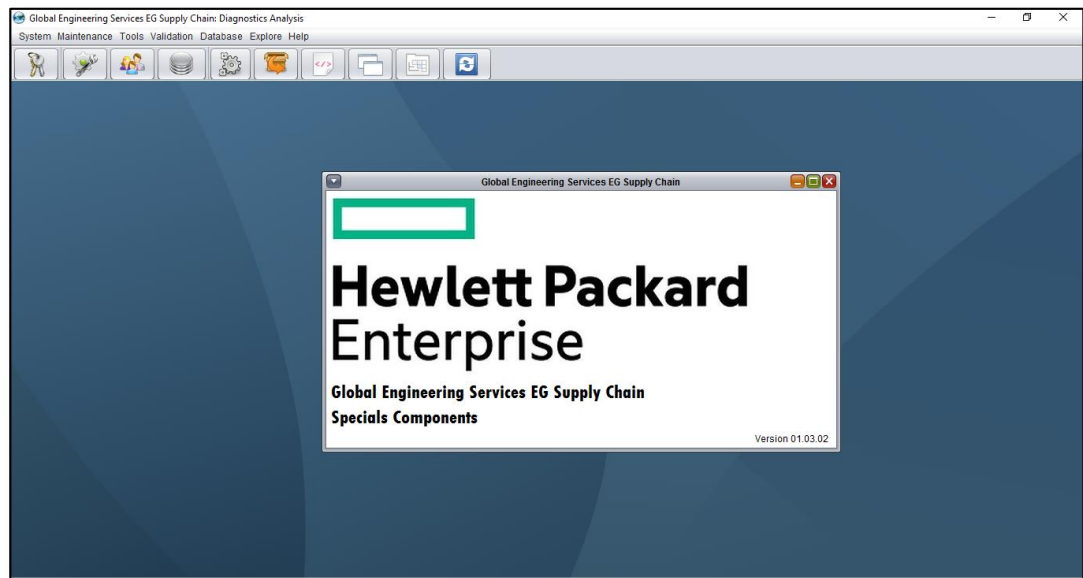 Global Engineering Services EG Supply Chain: Diagnostics Analysis
System Maintenance Tools Validation Database Explore Help
Global Engineering Services EG Supply Chain
Hewlett Packard
Enterprise
Global Engineering Services EG Supply Chain
Specials Components
Version 01.03.02